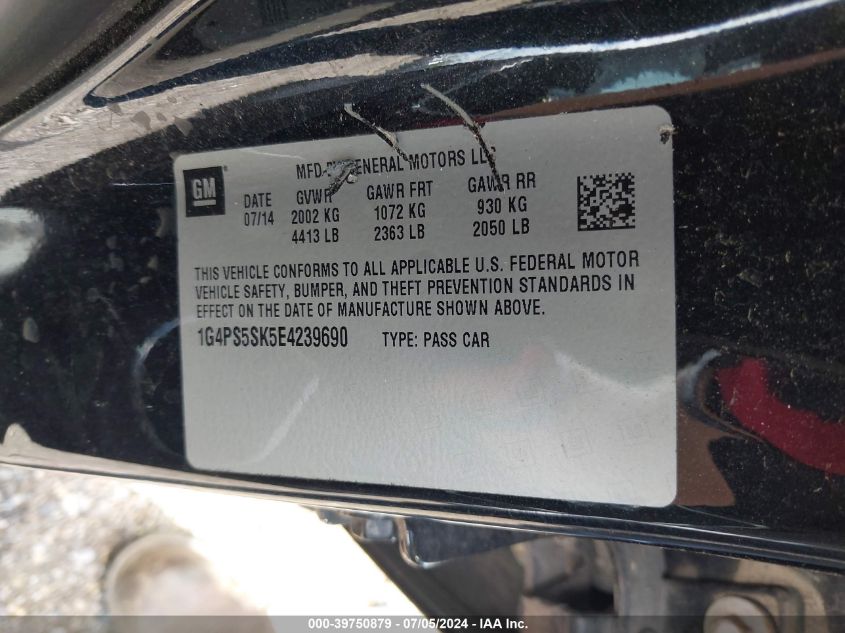 GM
MFD BY GENERAL MOTORS LLC
DATE GVWR GAWR FRT GAWR RR
07/14 2002 KG 1072 KG 930 KG
4413 LB 2363 LB 2050 LB
THIS VEHICLE CONFORMS TO ALL APPLICABLE U.S. FEDERAL MOTOR
VEHICLE SAFETY, BUMPER, AND THEFT PREVENTION STANDARDS IN
EFFECT ON THE DATE OF MANUFACTURE SHOWN ABOVE.
1G4PS5SK5E4239690 TYPE: PASS CAR
000-39750879 / 07/05/2024 - IAA Inc.